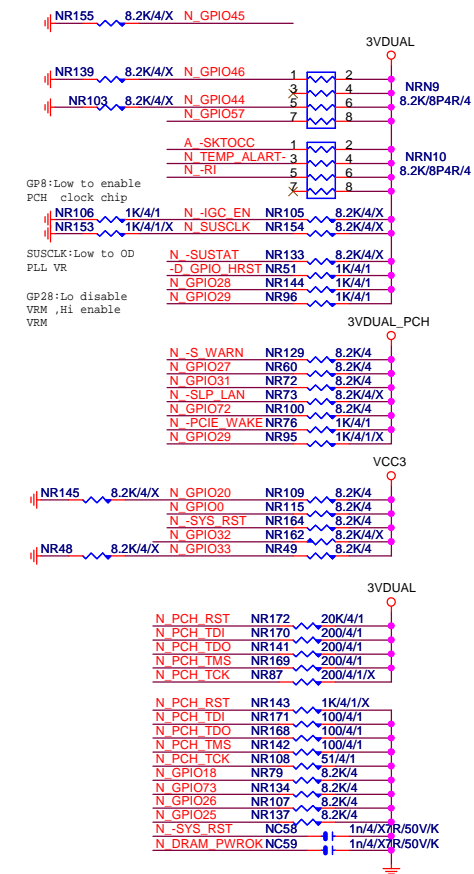 NR155 8.2K/4/X N_GPIO45
3VDUAL
NR139 8.2K/4/X N_GPIO46 1 2
3 4 NRN9
NR103 8.2K/4/X N_GPIO44 5 6 8.2K/8P4R/4
N_GPIO57 7 8
A_-SKTOCC 1 2
N_TEMP_ALART- 3 4 NRN10
N_-RI 5 6 8.2K/8P4R/4
7 8
GP8:Low to enable
PCH clock chip
NR106 1K/4/1 N_-IGC_EN NR105 8.2K/4/X
NR153 1K/4/1/X N_SUSCLK NR154 8.2K/4/X
SUSCLK:Low to OD
PLL VR
N_-SUSTAT NR133 8.2K/4/X
-D_GPIO_HRST NR51 1K/4/1
N_GPIO28 NR144 1K/4/1
N_GPIO29 NR96 1K/4/1
GP28:Lo disable
VRM ,Hi enable
VRM
3VDUAL_PCH
N_-S_WARN NR129 8.2K/4
N_GPIO27 NR60 8.2K/4
N_GPIO31 NR72 8.2K/4
N_-SLP_LAN NR73 8.2K/4/X
N_GPIO72 NR100 8.2K/4
N_-PCIE_WAKE NR76 1K/4/1
N_GPIO29 NR95 1K/4/1/X
VCC3
NR145 8.2K/4/X N_GPIO20 NR109 8.2K/4
N_GPIO0 NR115 8.2K/4
N_-SYS_RST NR164 8.2K/4
N_GPIO32 NR162 8.2K/4/X
NR48 8.2K/4/X N_GPIO33 NR49 8.2K/4
3VDUAL
N_PCH_RST NR172 20K/4/1
N_PCH_TDI NR170 200/4/1
N_PCH_TDO NR141 200/4/1
N_PCH_TMS NR169 200/4/1
N_PCH_TCK NR87 200/4/1/X
N_PCH_RST NR143 1K/4/1/X
N_PCH_TDI NR171 100/4/1
N_PCH_TDO NR168 100/4/1
N_PCH_TMS NR142 100/4/1
N_PCH_TCK NR108 51/4/1
N_GPIO18 NR79 8.2K/4
N_GPIO73 NR134 8.2K/4
N_GPIO26 NR107 8.2K/4
N_GPIO25 NR137 8.2K/4
N_-SYS_RST NC58 1n/4/X7R/50V/K
N_DRAM_PWROK NC59 1n/4/X7R/50V/K